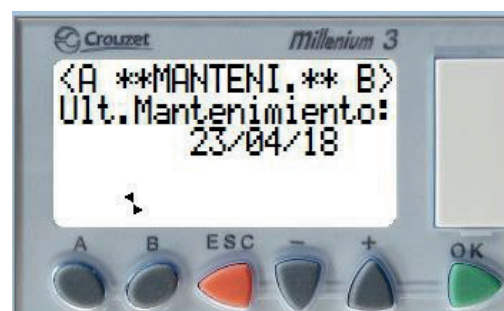 Crouzet Millenium 3
<A **MANTENI.** B>
Ult.Mantenimiento:
23/04/18
A B ESC - + OK